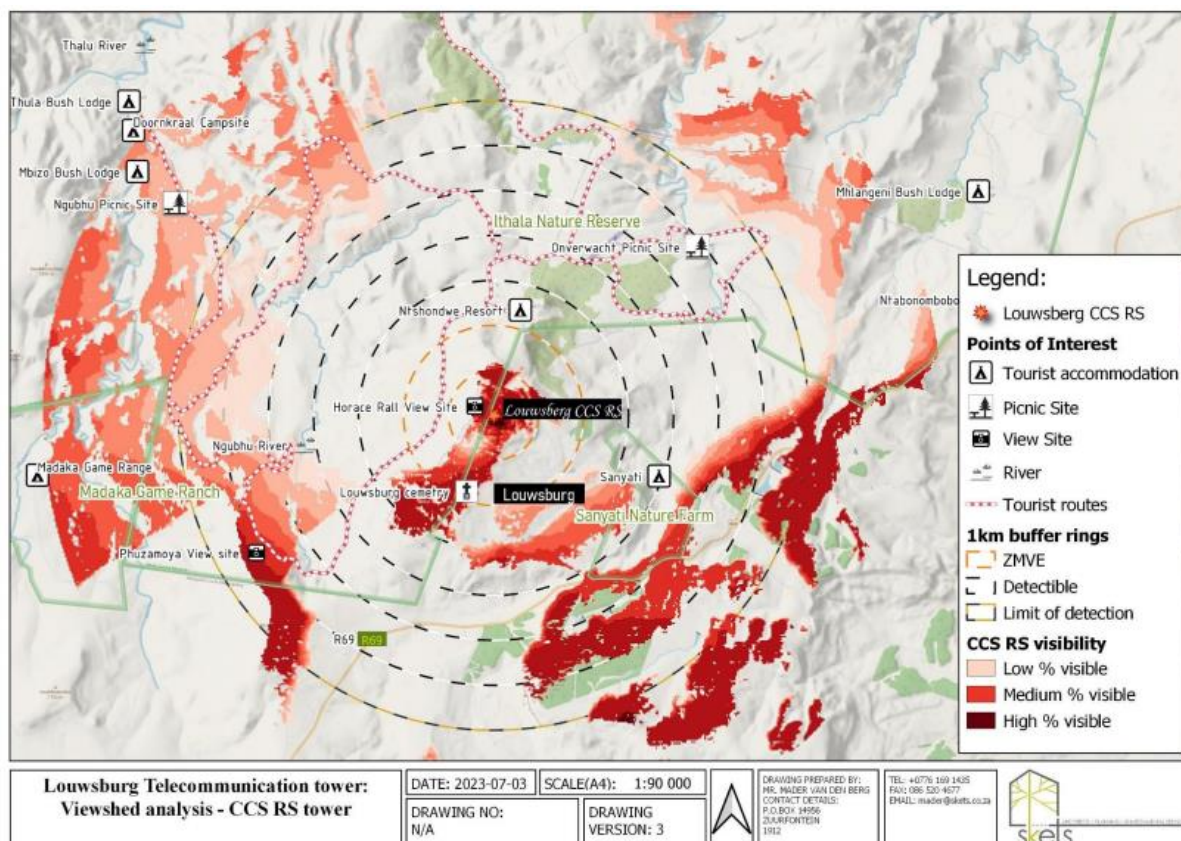 Thalu River
Thula Bush Lodge
Doornkraal Campsite
Mbizo Bush Lodge
Ngubhu Picnic Site
Mhlangeni Bush Lodge
Ithala Nature Reserve
Onverwacht Picnic Site
Ntshondwe Resort
Ntabonombobo
Horace Rall View Site
Louwsberg CCS RS
Ngubhu River
Madaka Game Range
Madaka Game Ranch
Louwsburg cemetry
Louwsburg
Sanyati
Sanyati Nature Farm
Phuzamoya View site
R69 R69
Legend:
Louwsberg CCS RS
Points of Interest
Tourist accommodation
Picnic Site
View Site
River
Tourist routes
1km buffer rings
ZMVE
Detectible
Limit of detection
CCS RS visibility
Low % visible
Medium % visible
High % visible
Louwsburg Telecommunication tower:
Viewshed analysis - CCS RS tower
DATE: 2023-07-03
SCALE(A4): 1:90 000
DRAWING NO:
N/A
DRAWING
VERSION: 3
DRAWING PREPARED BY:
MR. MADER VAN DEN BERG
CONTACT DETAILS:
P.O.BOX 14956
ZUURFONTEIN
1912
TEL: +0776 169 1435
FAX: 086 520 4677
EMAIL: mader@skets.co.za
skets